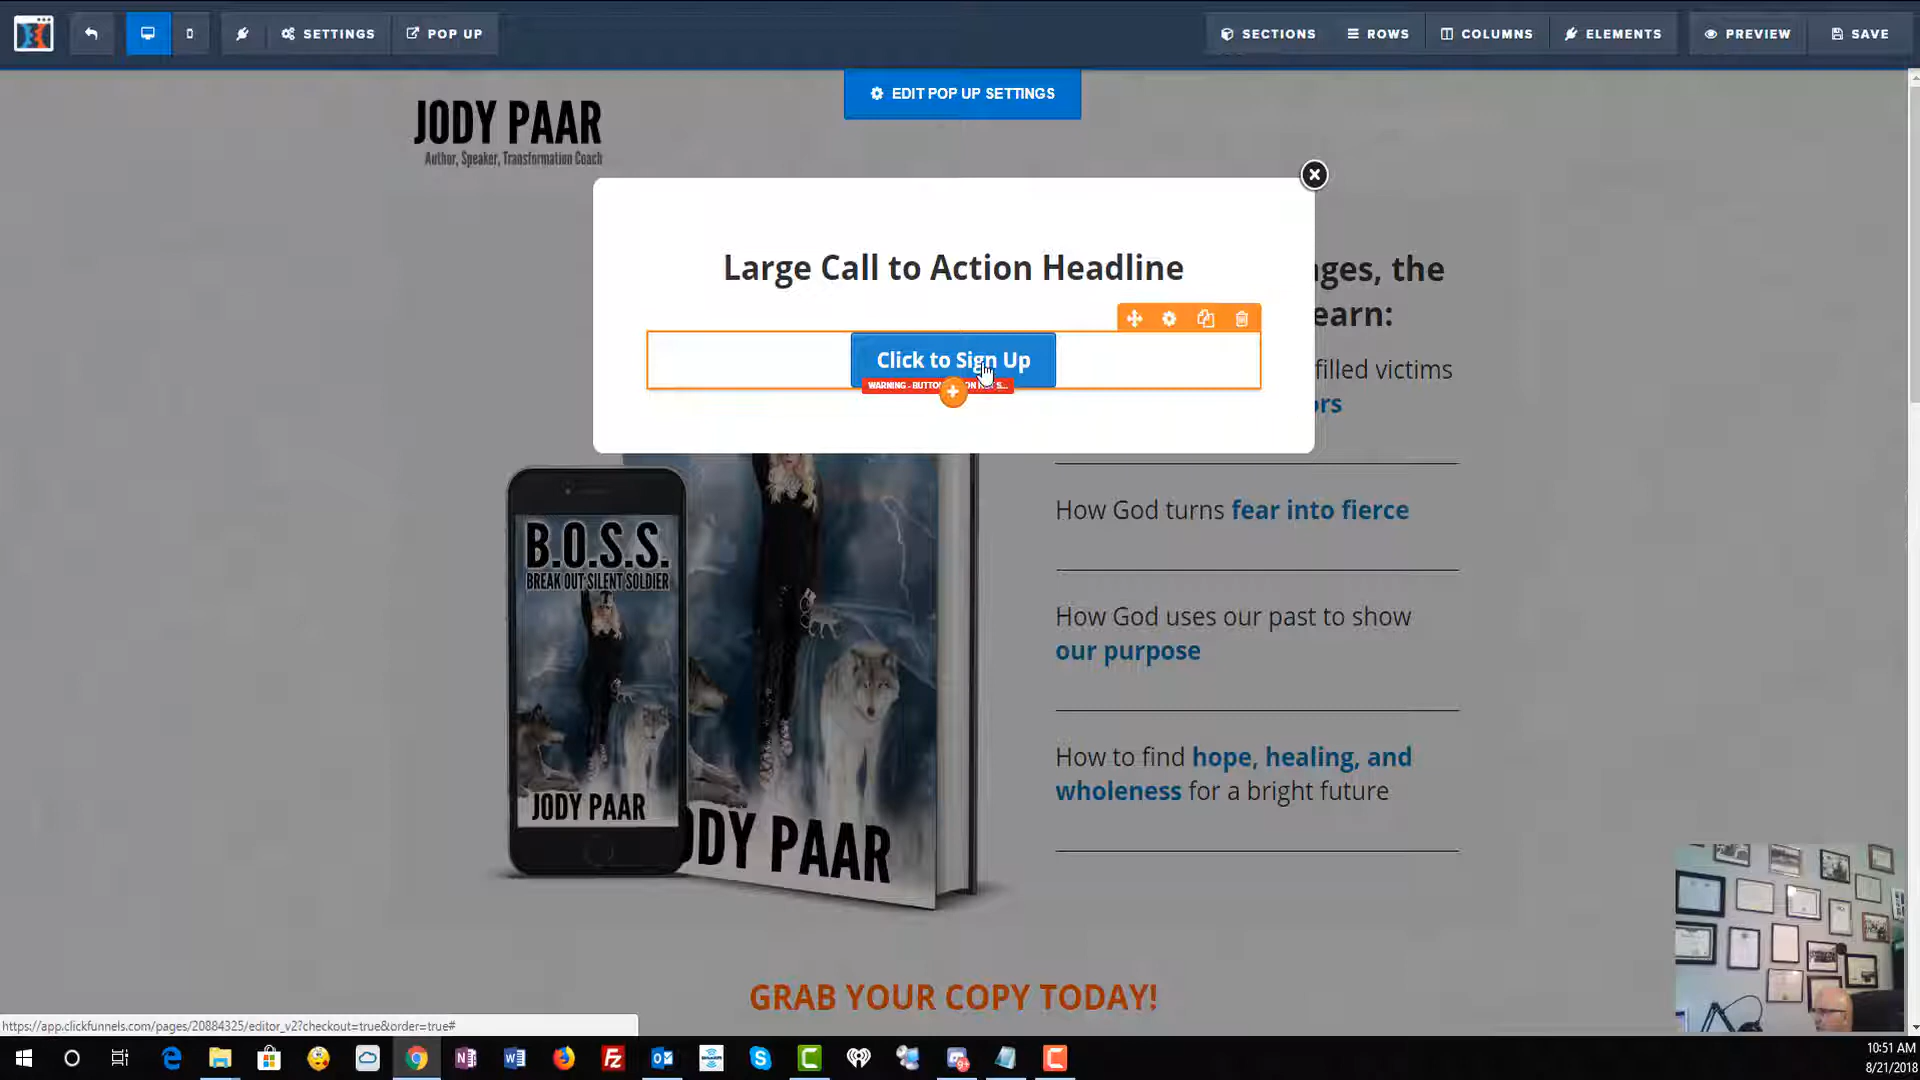 SETTINGS
POP UP
SECTIONS
ROWS
COLUMNS
ELEMENTS
PREVIEW
SAVE
EDIT POP UP SETTINGS
JODY PAAR
Author, Speaker, Transformation Coach
Large Call to Action Headline
Click to Sign Up
WARNING - BUTTO
ges, the
earn:
filled victims
ors
How God turns fear into fierce
How God uses our past to show
our purpose
How to find hope, healing, and
wholeness for a bright future
B.O.S.S.
BREAK OUT SILENT SOLDIER
JODY PAAR
ODY PAAR
GRAB YOUR COPY TODAY!
https://app.clickfunnels.com/pages/20884325/editor_v2?checkout=true&order=true#
10:51 AM
8/21/2018